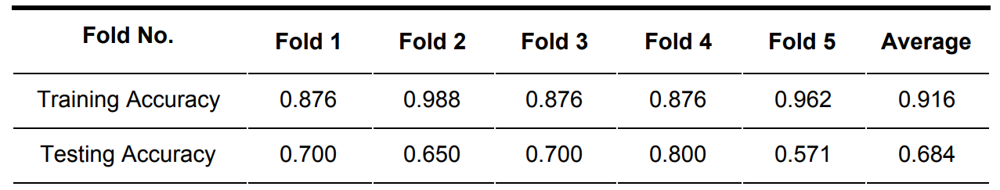 Fold No. Fold 1 Fold 2 Fold 3 Fold 4 Fold 5 Average
Training Accuracy 0.876 0.988 0.876 0.876 0.962 0.916
Testing Accuracy 0.700 0.650 0.700 0.800 0.571 0.684